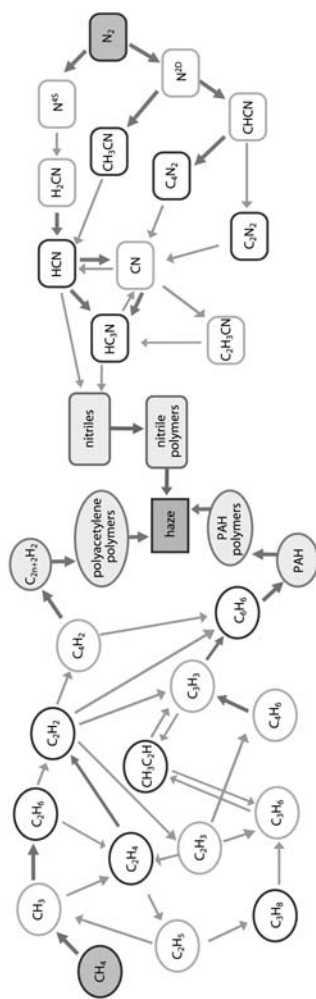 CH₄
CH₃
C₂H₆
C₂H₂
C₄H₂
C₂ₙ₊₂H₂
polyacetylene
polymers
haze
C₂H₅
C₂H₄
C₂H₃
CH₃C₂H
C₃H₃
C₆H₆
PAH
polymers
PAH
C₃H₈
C₃H₆
C₄H₆
nitriles
nitrile
polymers
HCN
H₂CN
N⁴ˢ
N₂
HC₃N
CN
CH₃CN
N²ᴰ
C₄N₂
C₂H₃CN
C₂N₂
CHCN